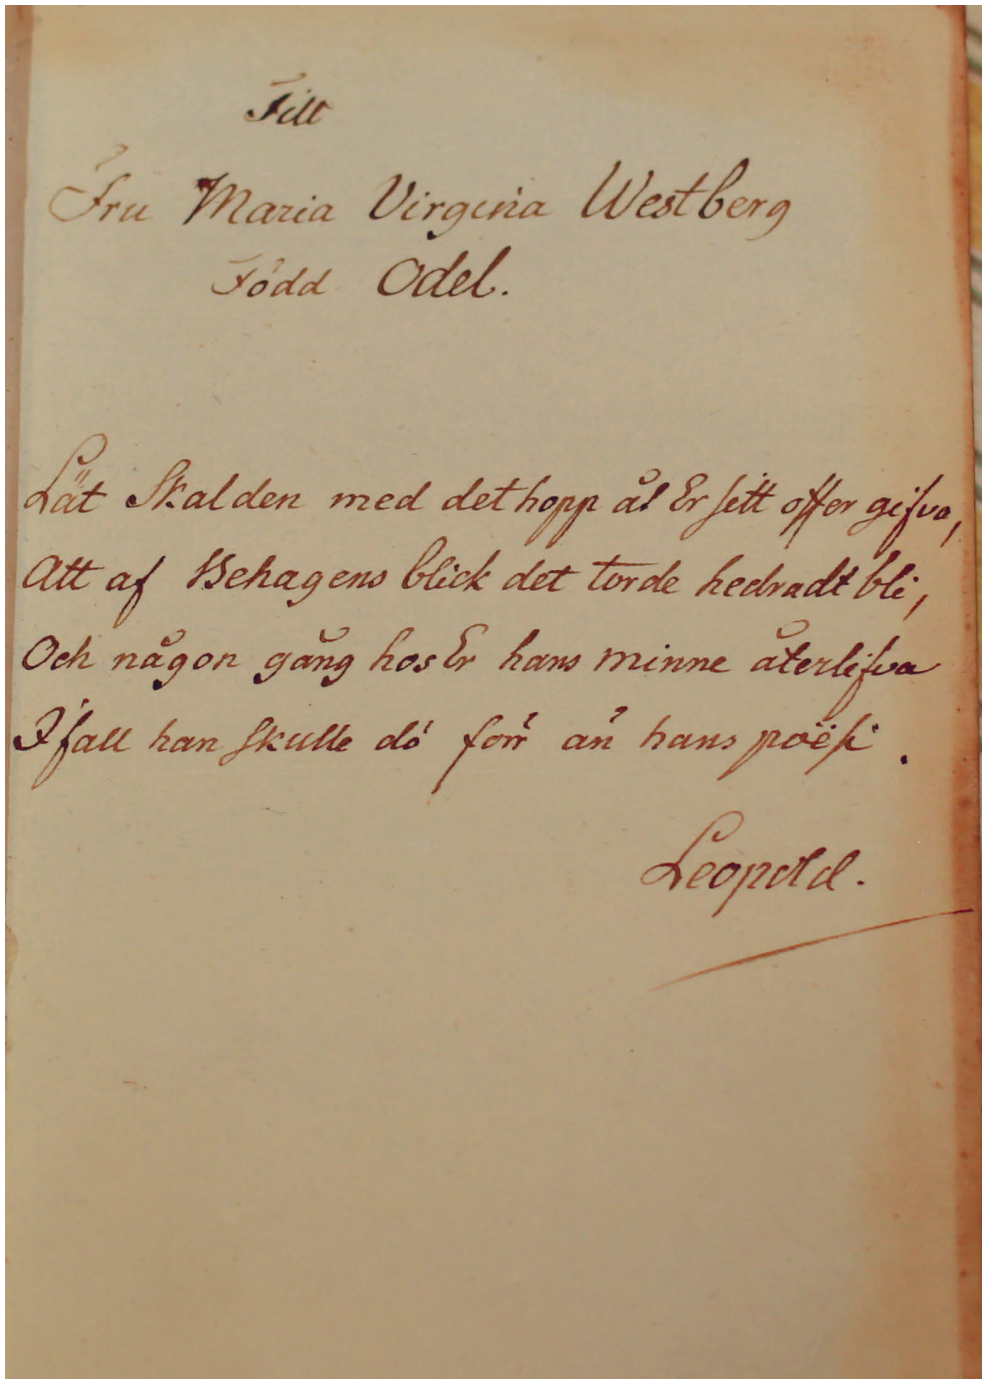 Till
Fru Maria Virginia Westberg
Född Odel.
Låt Skalden med det hopp åt Er sitt offer gifva,
Att af Behagens blick det torde hedradt bli,
Och någon gång hos Er hans minne återlifva
Ifall han skulle dö förr än hans poësi.
Leopold.